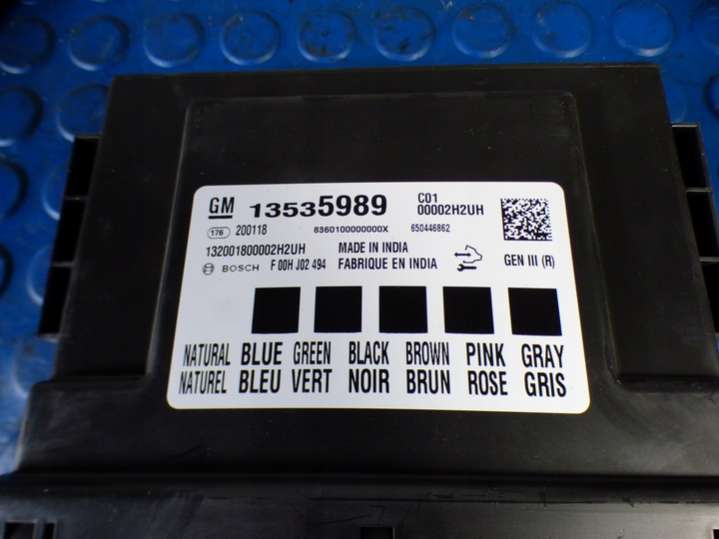 GM 13535989 C01
00002H2UH
176 200118 8360100000000X 650446862
132001800002H2UH MADE IN INDIA
BOSCH F 00H J02 494 FABRIQUE EN INDIA GEN III (R)
NATURAL BLUE GREEN BLACK BROWN PINK GRAY
NATUREL BLEU VERT NOIR BRUN ROSE GRIS